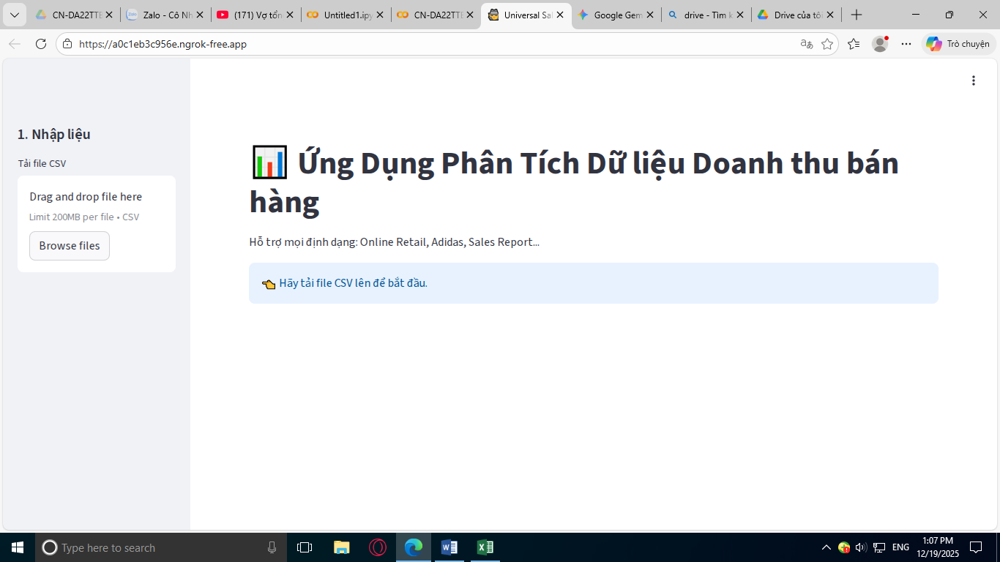 CN-DA22TTE
Zalo - Cô Nh
(171) Vợ tổn
Untitled1.ipy
CN-DA22TTE
Universal Sal
Google Gem
drive - Tìm k
Drive của tôi
https://a0c1eb3c956e.ngrok-free.app
Trò chuyện
1. Nhập liệu
Tải file CSV
Drag and drop file here
Limit 200MB per file • CSV
Browse files
Ứng Dụng Phân Tích Dữ liệu Doanh thu bán
hàng
Hỗ trợ mọi định dạng: Online Retail, Adidas, Sales Report...
Hãy tải file CSV lên để bắt đầu.
Type here to search
ENG
1:07 PM
12/19/2025